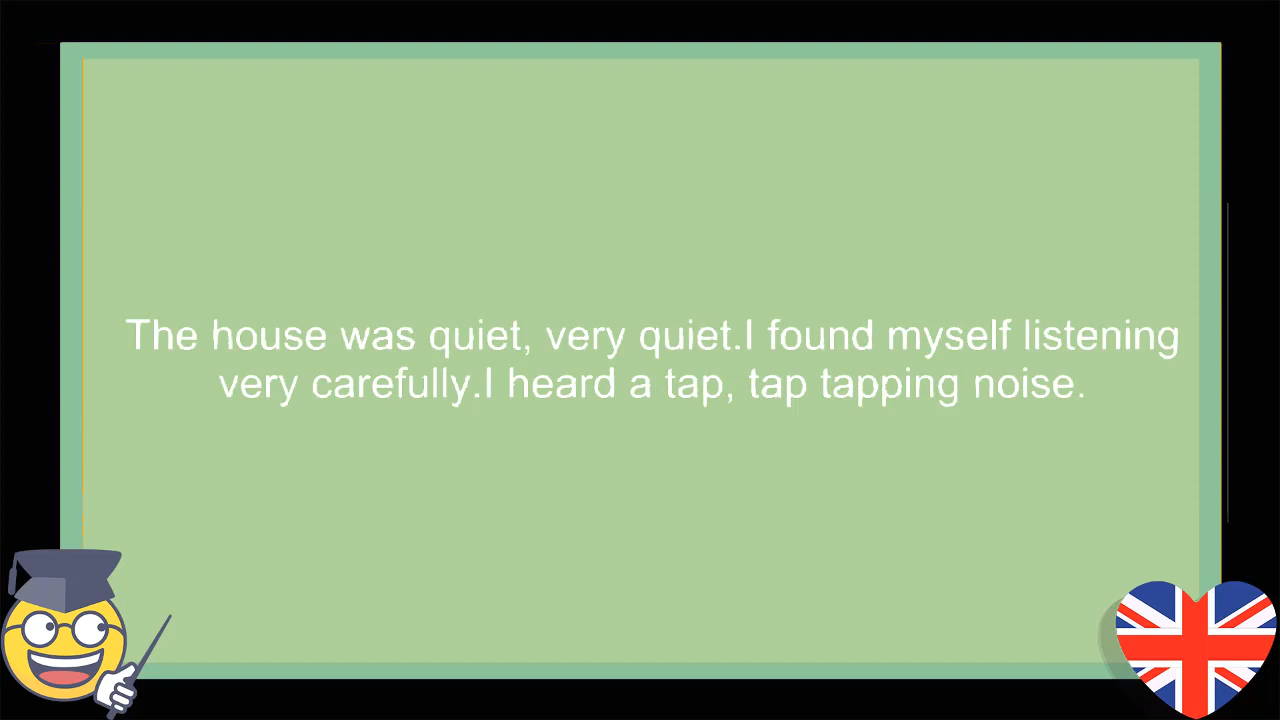 The house was quiet, very quiet.I found myself listening
very carefully.I heard a tap, tap tapping noise.